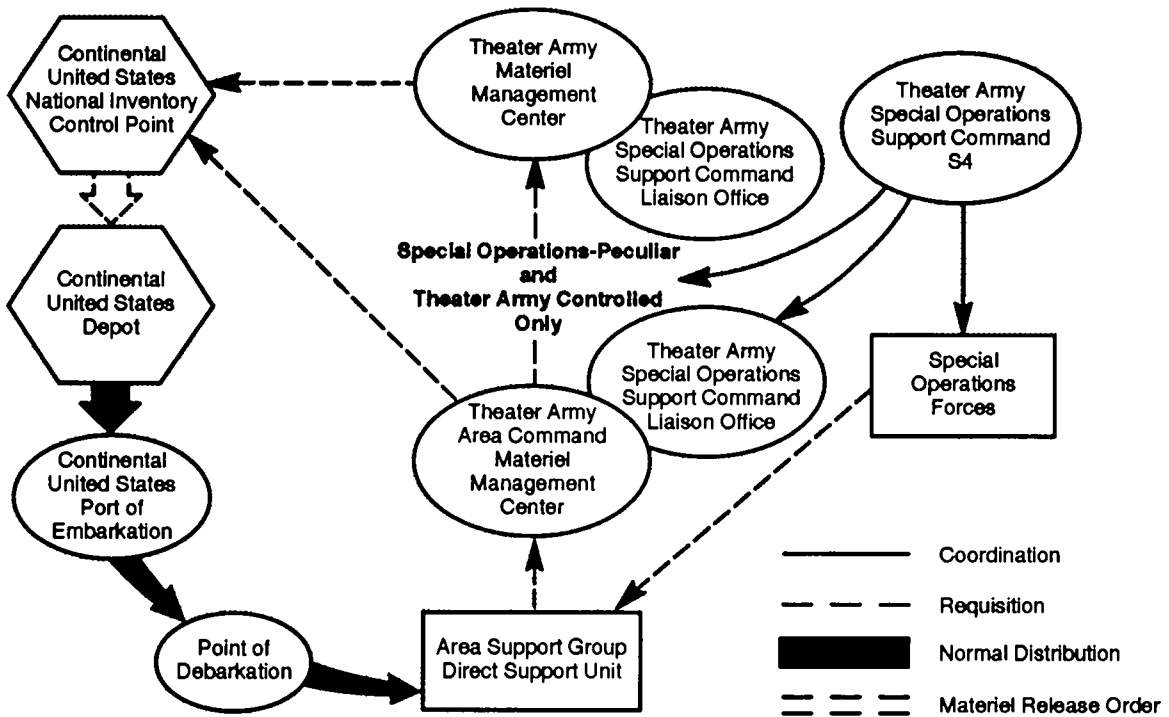 Continental
United States
National Inventory
Control Point
Theater Army
Materiel
Management
Center
Theater Army
Special Operations
Support Command
Liaison Office
Theater Army
Special Operations
Support Command
S4
Special Operations-Peculiar
and
Theater Army Controlled
Only
Continental
United States
Depot
Theater Army
Special Operations
Support Command
Liaison Office
Special
Operations
Forces
Theater Army
Area Command
Materiel
Management
Center
Continental
United States
Port of
Embarkation
Point of
Debarkation
Area Support Group
Direct Support Unit
Coordination
Requisition
Normal Distribution
Materiel Release Order